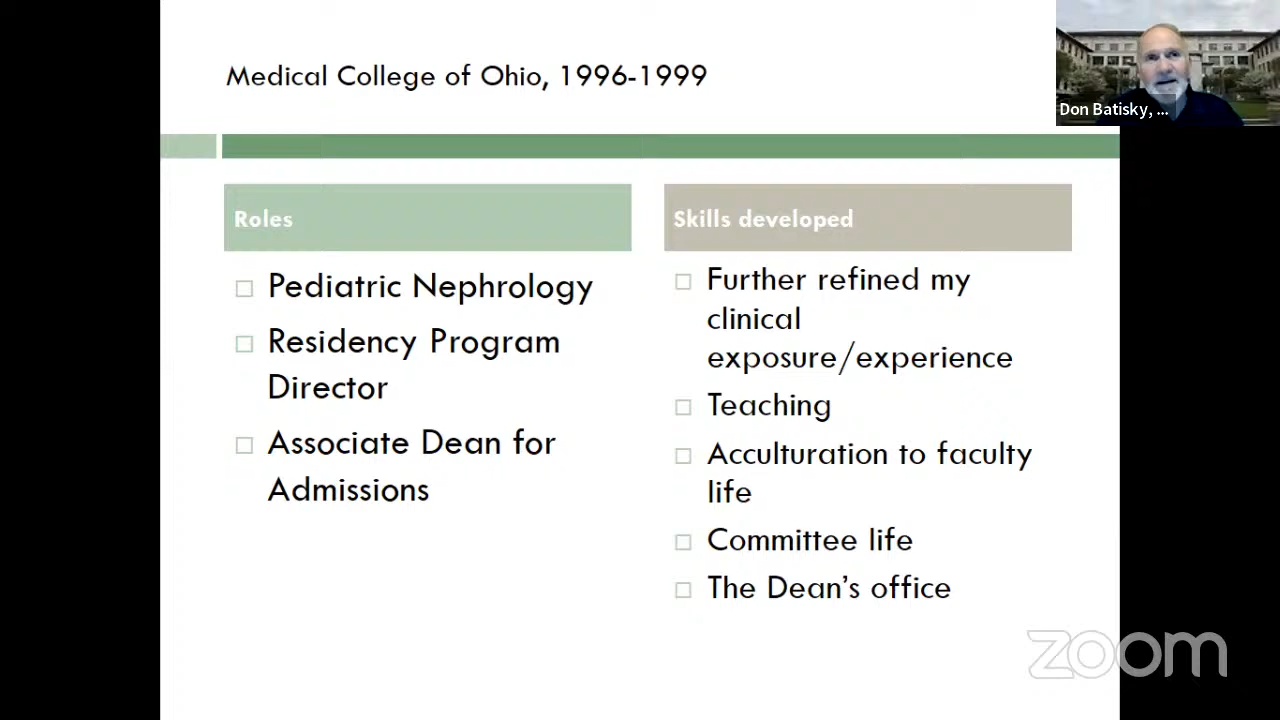 Medical College of Ohio, 1996-1999
Don Batisky, ...
Roles
Pediatric Nephrology
Residency Program
Director
Associate Dean for
Admissions
Skills developed
Further refined my
clinical
exposure/experience
Teaching
Acculturation to faculty
life
Committee life
The Dean's office
zoom